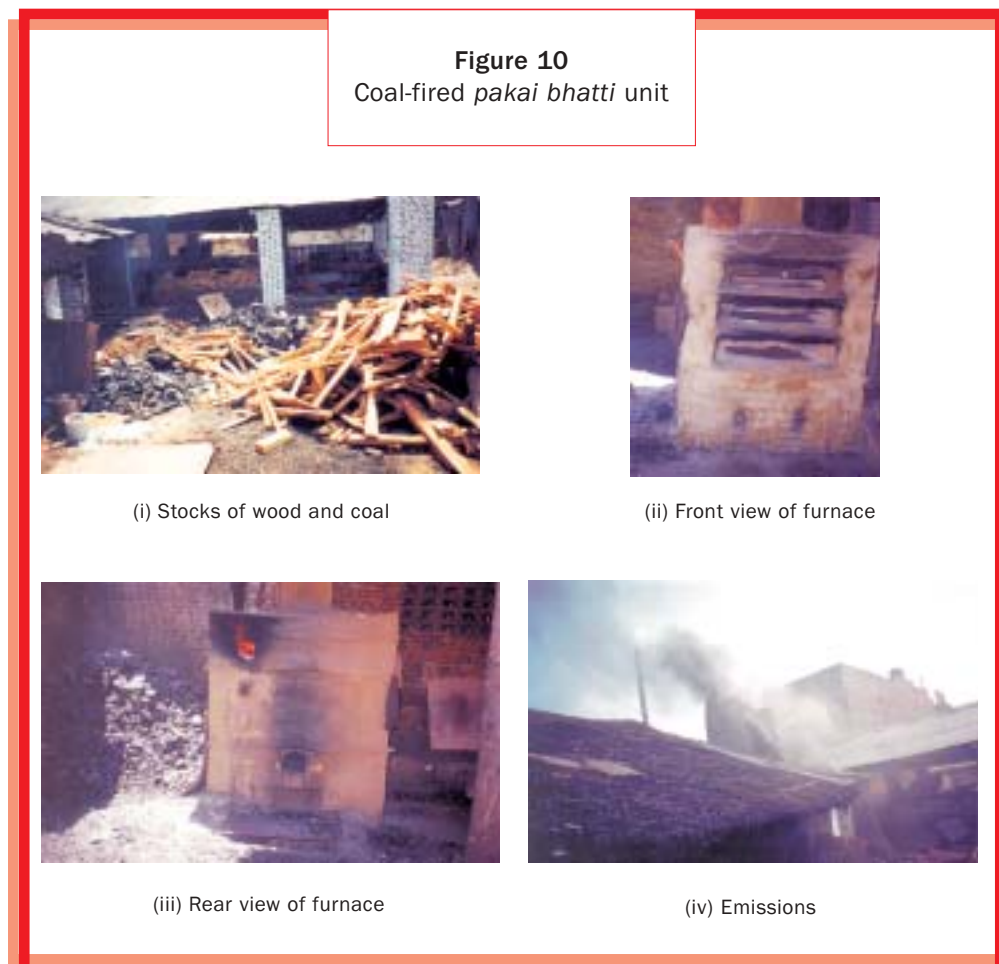 Figure 10
Coal-fired pakai bhatti unit
(i) Stocks of wood and coal
(ii) Front view of furnace
(iii) Rear view of furnace
(iv) Emissions